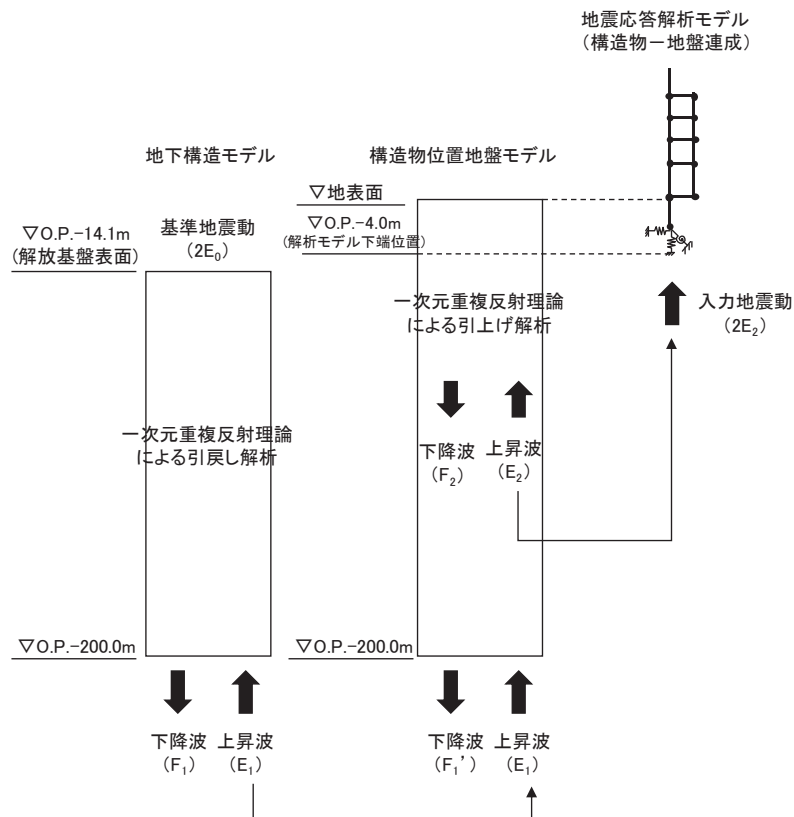 地震応答解析モデル
(構造物－地盤連成)
地下構造モデル
構造物位置地盤モデル
▽地表面
▽O.P.-14.1m
(解放基盤表面)
基準地震動
(2E₀)
▽O.P.-4.0m
(解析モデル下端位置)
一次元重複反射理論
による引上げ解析
入力地震動
(2E₂)
一次元重複反射理論
による引戻し解析
下降波
(F₂)
上昇波
(E₂)
▽O.P.-200.0m
▽O.P.-200.0m
下降波
(F₁)
上昇波
(E₁)
下降波
(F₁’)
上昇波
(E₁)